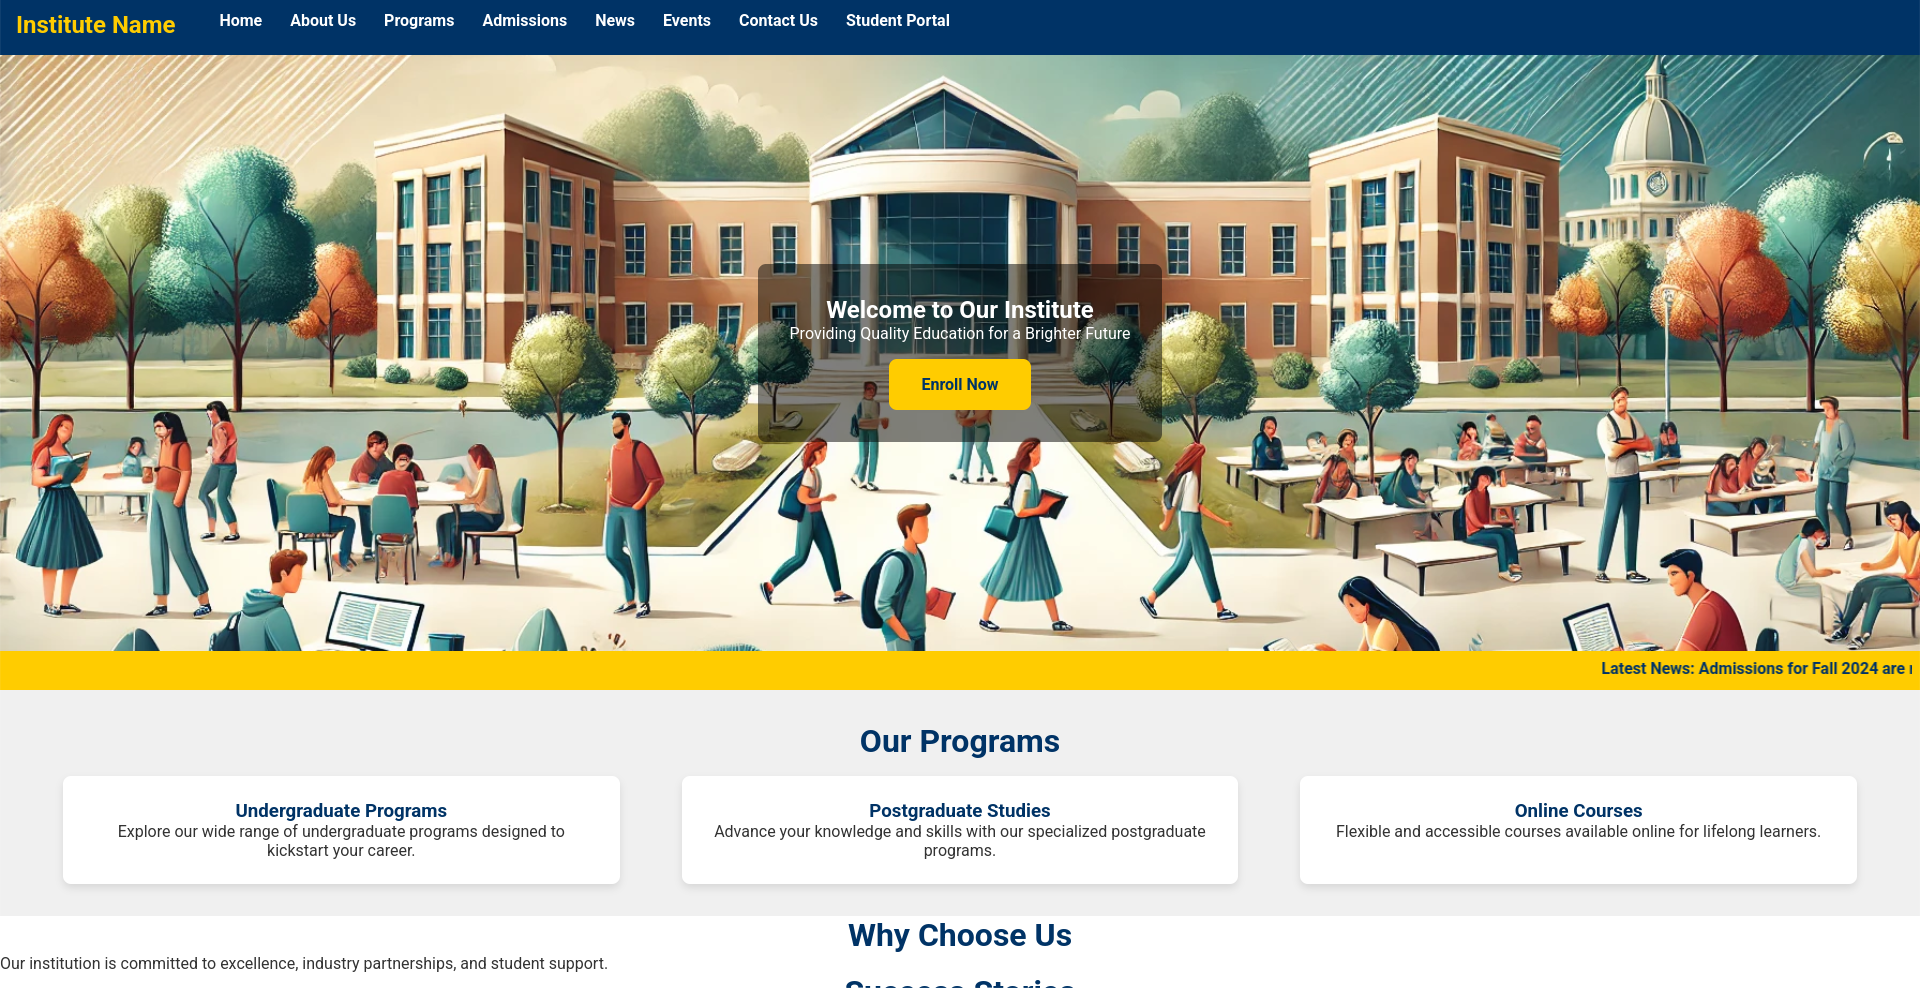 Institute Name
Home
About Us
Programs
Admissions
News
Events
Contact Us
Student Portal
Welcome to Our Institute
Providing Quality Education for a Brighter Future
Enroll Now
Latest News: Admissions for Fall 2024 are
Our Programs
Undergraduate Programs
Explore our wide range of undergraduate programs designed to
kickstart your career.
Postgraduate Studies
Advance your knowledge and skills with our specialized postgraduate
programs.
Online Courses
Flexible and accessible courses available online for lifelong learners.
Why Choose Us
Our institution is committed to excellence, industry partnerships, and student support.
Success Stories